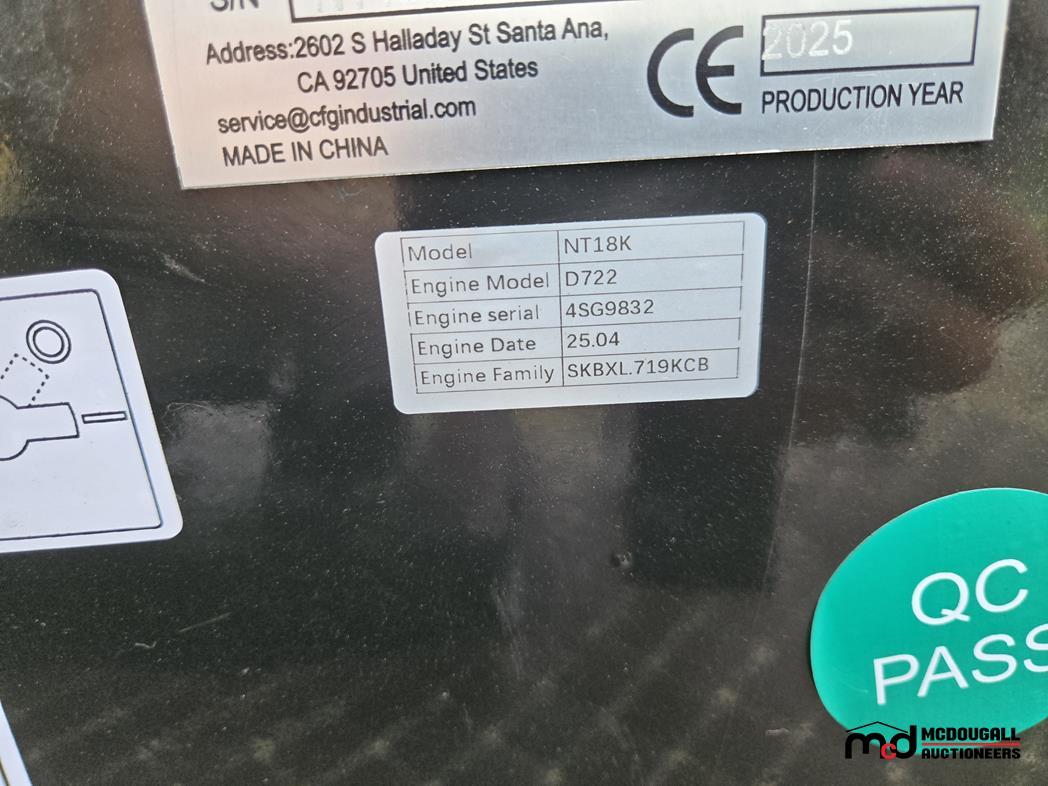 S/N
Address:2602 S Halladay St Santa Ana,
CA 92705 United States
service@cfgindustrial.com
MADE IN CHINA
CE
2025
PRODUCTION YEAR
Model NT18K
Engine Model D722
Engine serial 4SG9832
Engine Date 25.04
Engine Family SKBXL.719KCB
QC
PASS
mcd MCDOUGALL
AUCTIONEERS